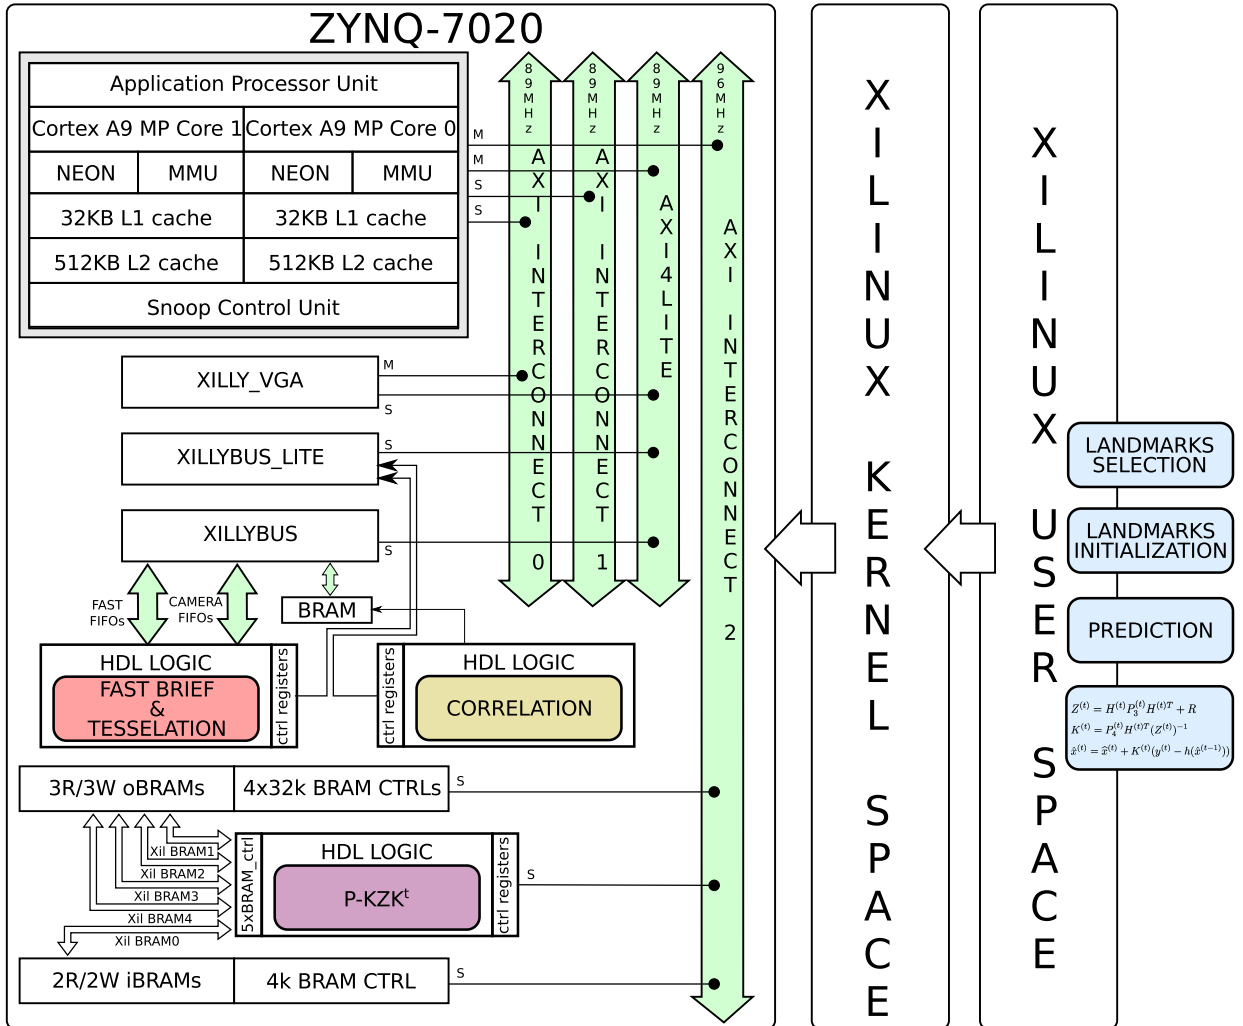 ZYNQ-7020
Application Processor Unit
Cortex A9 MP Core 1
Cortex A9 MP Core 0
NEON
MMU
NEON
MMU
32KB L1 cache
32KB L1 cache
512KB L2 cache
512KB L2 cache
Snoop Control Unit
M
M
S
S
89MHz
AXI INTERCONNECT 0
89MHz
AXI INTERCONNECT 1
89MHz
AXI4LITE
96MHz
AXI INTERCONNECT 2
XILLY_VGA
M
S
XILLYBUS_LITE
S
XILLYBUS
S
FAST
FIFOs
CAMERA
FIFOs
BRAM
HDL LOGIC
FAST BRIEF
&
TESSELATION
ctrl registers
ctrl registers
HDL LOGIC
CORRELATION
3R/3W oBRAMs
4x32k BRAM CTRLs
S
Xil BRAM1
Xil BRAM2
Xil BRAM3
Xil BRAM4
Xil BRAM0
5xBRAM_ctrl
HDL LOGIC
P-KZKᵗ
ctrl registers
S
2R/2W iBRAMs
4k BRAM CTRL
S
XILINUX KERNEL SPACE
XILINUX USER SPACE
LANDMARKS
SELECTION
LANDMARKS
INITIALIZATION
PREDICTION
Z^(t) = H^(t) P_3^(t) H^(t)T + R
K^(t) = P_4^(t) H^(t)T (Z^(t))^-1
x̂^(t) = x̂^(t) + K^(t)(y^(t) − h(x̂^(t−1)))